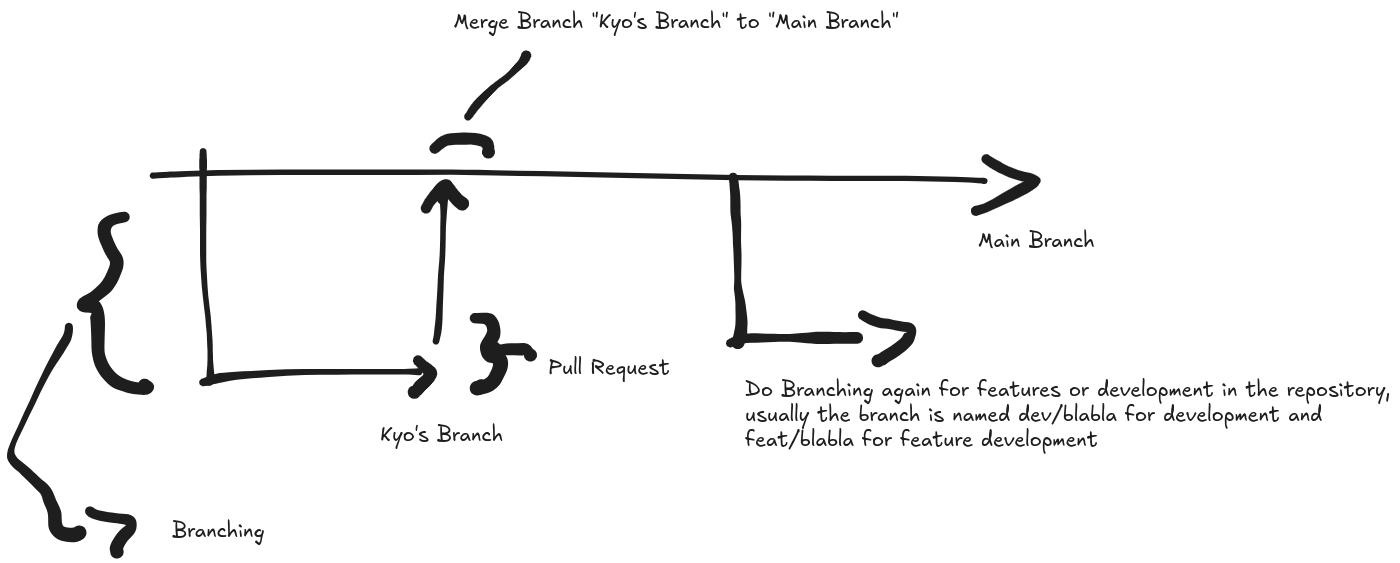 Merge Branch "Kyo's Branch" to "Main Branch"
Main Branch
Pull Request
Do Branching again for features or development in the repository,
usually the branch is named dev/blabla for development and
feat/blabla for feature development
Kyo's Branch
Branching